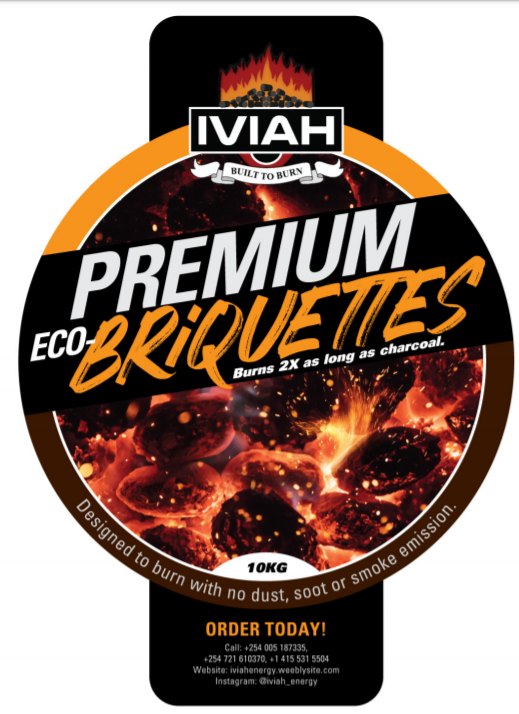 IVIAH
BUILT TO BURN
PREMIUM
ECO-BRiQUETTES
Burns 2X as long as charcoal.
10KG
Designed to burn with no dust, soot or smoke emission.
ORDER TODAY!
Call: +254 005 187335,
+254 721 610370, +1 415 531 5504
Website: iviahenergy.weeblysite.com
Instagram: @iviah_energy